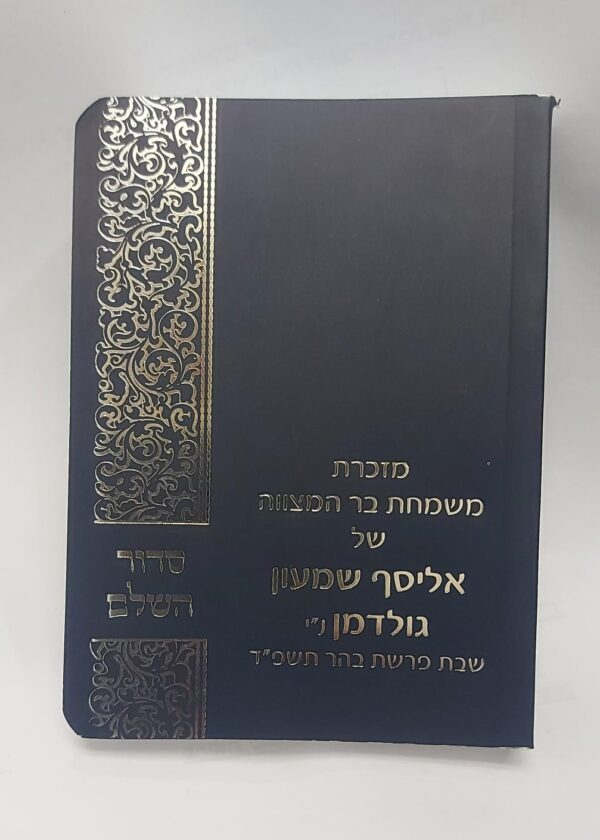 מזכרת
משמחת בר המצווה
של
אליסף שמעון
גולדמן נ"י
שבת פרשת בהר תשפ"ד
סדור
השלם